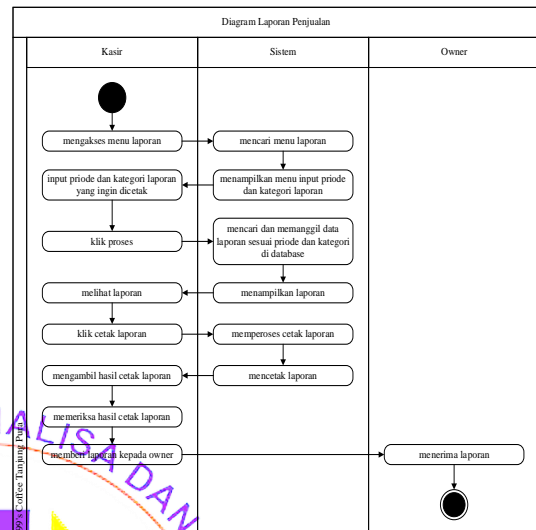 Diagram Laporan Penjualan
Kasir
Sistem
Owner
mengakses menu laporan
mencari menu laporan
input priode dan kategori laporan
yang ingin dicetak
menampilkan menu input priode
dan kategori laporan
klik proses
mencari dan memanggil data
laporan sesuai priode dan kategori
di database
melihat laporan
menampilkan laporan
klik cetak laporan
memperoses cetak laporan
mengambil hasil cetak laporan
mencetak laporan
memeriksa hasil cetak laporan
memberi laporan kepada owner
menerima laporan
99's Coffee Tanjung Pura
ALISA DAN